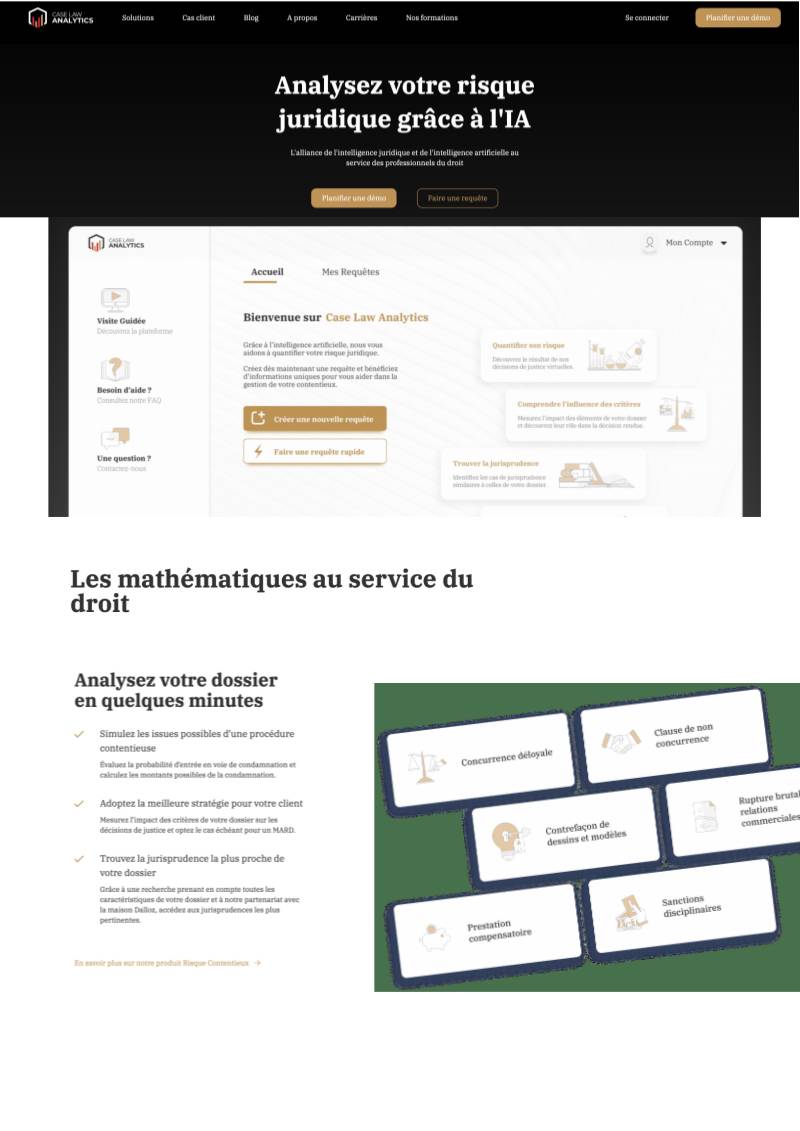 CASE LAW
ANALYTICS
Solutions
Cas client
Blog
A propos
Carrières
Nos formations
Se connecter
Planifier une démo
Analysez votre risque
juridique grâce à l'IA
L'alliance de l'intelligence juridique et de l'intelligence artificielle au
service des professionnels du droit
Planifier une démo
Faire une requête
CASE LAW
ANALYTICS
Mon Compte
Accueil
Mes Requêtes
Visite Guidée
Découvrez la plateforme
Besoin d'aide ?
Consultez notre FAQ
Une question ?
Contactez-nous
Bienvenue sur Case Law Analytics
Grâce à l'intelligence artificielle, nous vous
aidons à quantifier votre risque juridique.
Créez dès maintenant une requête et bénéficiez
d'informations uniques pour vous aider dans la
gestion de votre contentieux.
Créer une nouvelle requête
Faire une requête rapide
Quantifier son risque
Découvrez le résultat de nos
décisions de justice virtuelles.
Comprendre l'influence des critères
Mesurez l'impact des éléments de votre dossier
et découvrez leur rôle dans la décision rendue.
Trouver la jurisprudence
Identifiez les cas de jurisprudence
similaires à celles de votre dossier
Les mathématiques au service du
droit
Analysez votre dossier
en quelques minutes
Simulez les issues possibles d'une procédure
contentieuse
Évaluez la probabilité d'entrée en voie de condamnation et
calculez les montants possibles de la condamnation.
Adoptez la meilleure stratégie pour votre client
Mesurez l'impact des critères de votre dossier sur les
décisions de justice et optez le cas échéant pour un MARD.
Trouvez la jurisprudence la plus proche de
votre dossier
Grâce à une recherche prenant en compte toutes les
caractéristiques de votre dossier et à notre partenariat avec
la maison Dalloz, accédez aux jurisprudences les plus
pertinentes.
En savoir plus sur notre produit Risque Contentieux →
Concurrence déloyale
Clause de non
concurrence
Contrefaçon de
dessins et modèles
Rupture brutal
relations
commerciales
Prestation
compensatoire
Sanctions
disciplinaires